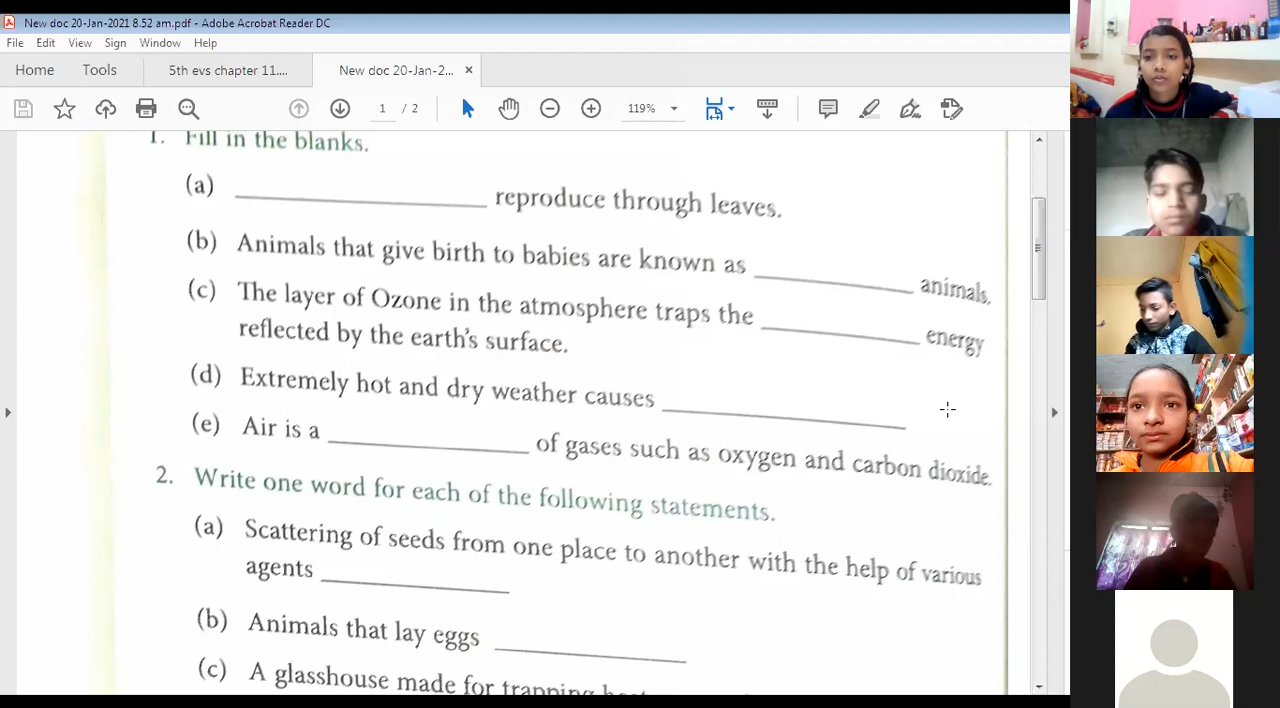 New doc 20-Jan-2021 8.52 am.pdf - Adobe Acrobat Reader DC
File Edit View Sign Window Help
Home Tools 5th evs chapter 11.... New doc 20-Jan-2... ×
1 / 2 119%
1. Fill in the blanks.
(a) ____________ reproduce through leaves.
(b) Animals that give birth to babies are known as ____________ animals.
(c) The layer of Ozone in the atmosphere traps the ____________ energy
reflected by the earth's surface.
(d) Extremely hot and dry weather causes ____________
(e) Air is a ____________ of gases such as oxygen and carbon dioxide.
2. Write one word for each of the following statements.
(a) Scattering of seeds from one place to another with the help of various
agents ____________
(b) Animals that lay eggs ____________
(c) A glasshouse made for trapping